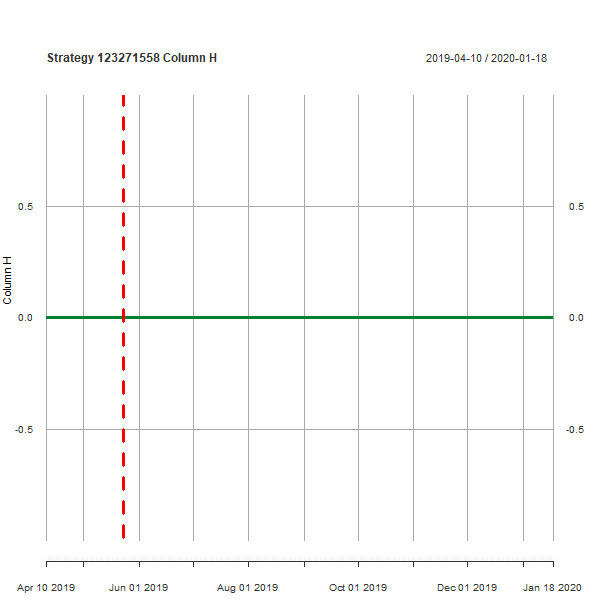 Strategy 123271558 Column H
2019-04-10 / 2020-01-18
0.5
0.5
Column H
0.0
0.0
-0.5
-0.5
Apr 10 2019
Jun 01 2019
Aug 01 2019
Oct 01 2019
Dec 01 2019
Jan 18 2020